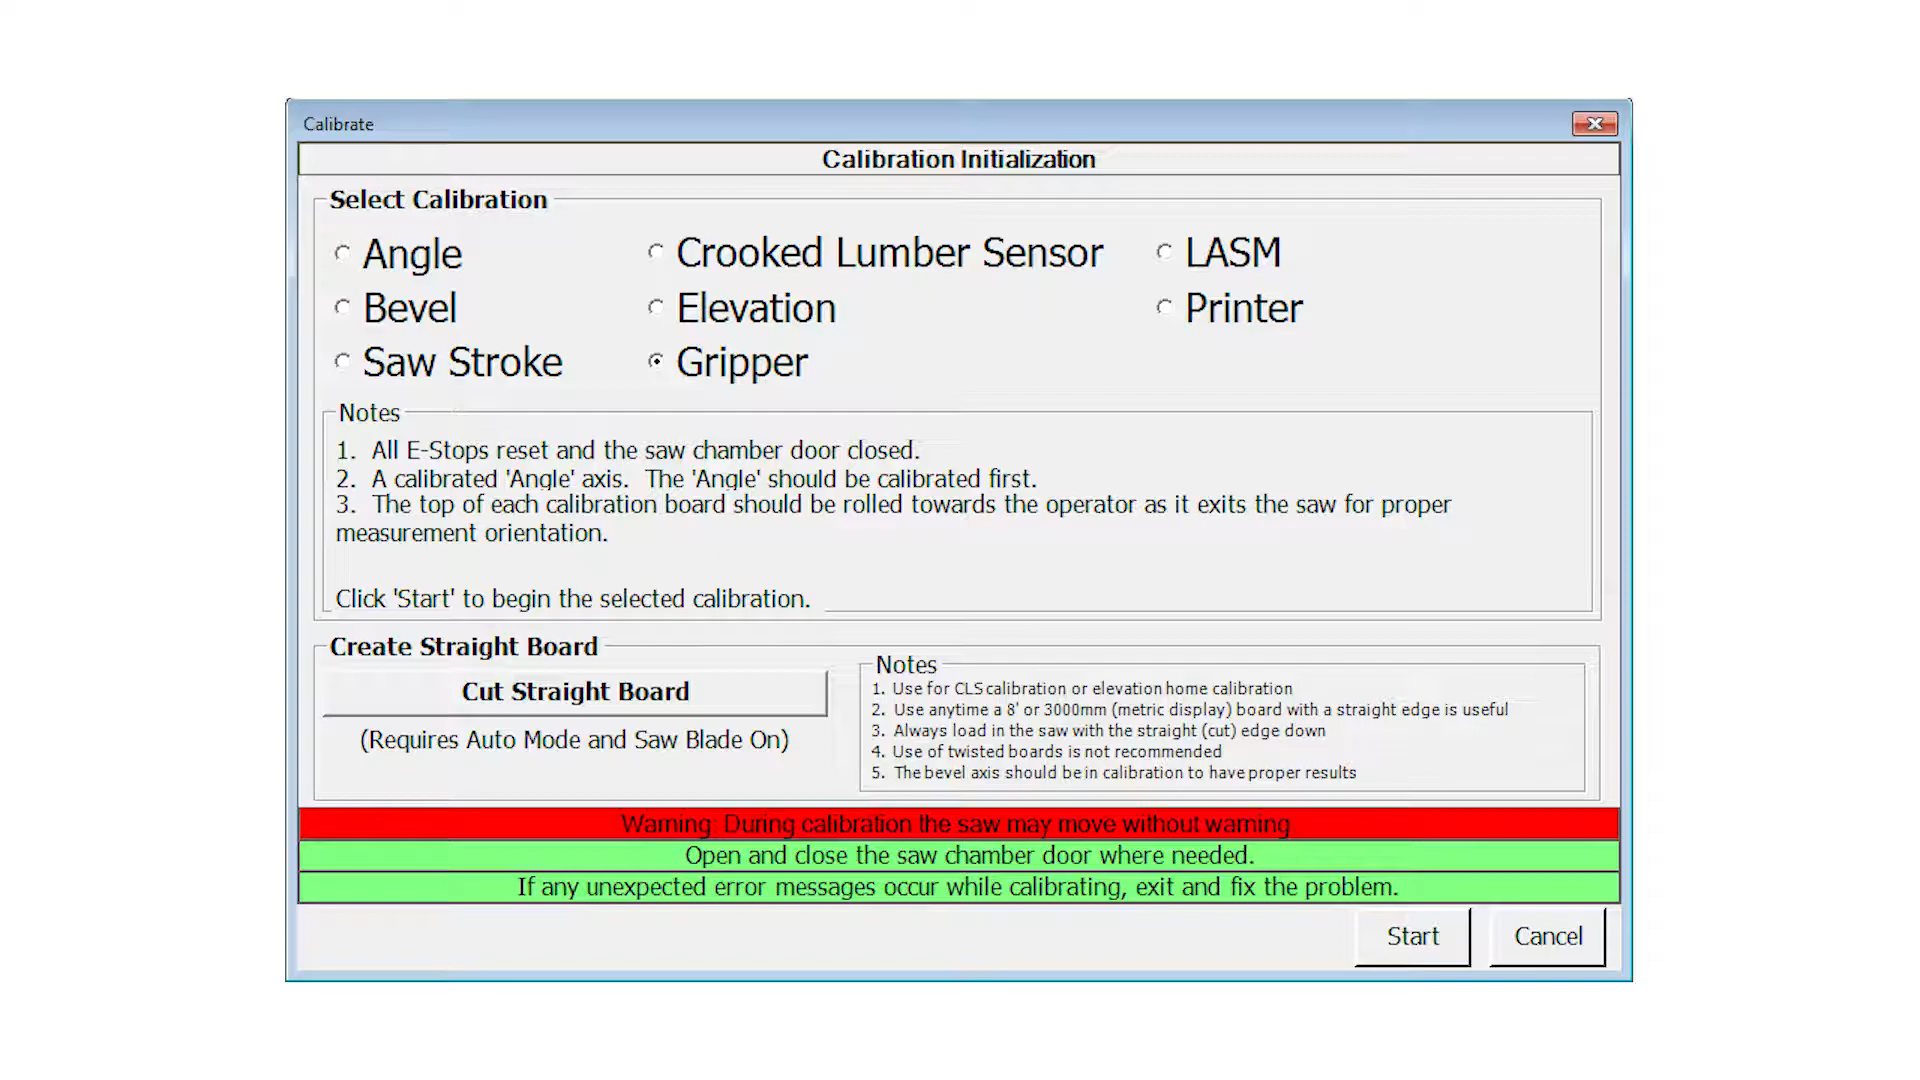 Calibrate
Calibration Initialization
Select Calibration
Angle
Crooked Lumber Sensor
LASM
Bevel
Elevation
Printer
Saw Stroke
Gripper
Notes
1. All E-Stops reset and the saw chamber door closed.
2. A calibrated 'Angle' axis. The 'Angle' should be calibrated first.
3. The top of each calibration board should be rolled towards the operator as it exits the saw for proper
measurement orientation.
Click 'Start' to begin the selected calibration.
Create Straight Board
Cut Straight Board
(Requires Auto Mode and Saw Blade On)
Notes
1. Use for CLS calibration or elevation home calibration
2. Use anytime a 8' or 3000mm (metric display) board with a straight edge is useful
3. Always load in the saw with the straight (cut) edge down
4. Use of twisted boards is not recommended
5. The bevel axis should be in calibration to have proper results
Warning: During calibration the saw may move without warning
Open and close the saw chamber door where needed.
If any unexpected error messages occur while calibrating, exit and fix the problem.
Start
Cancel